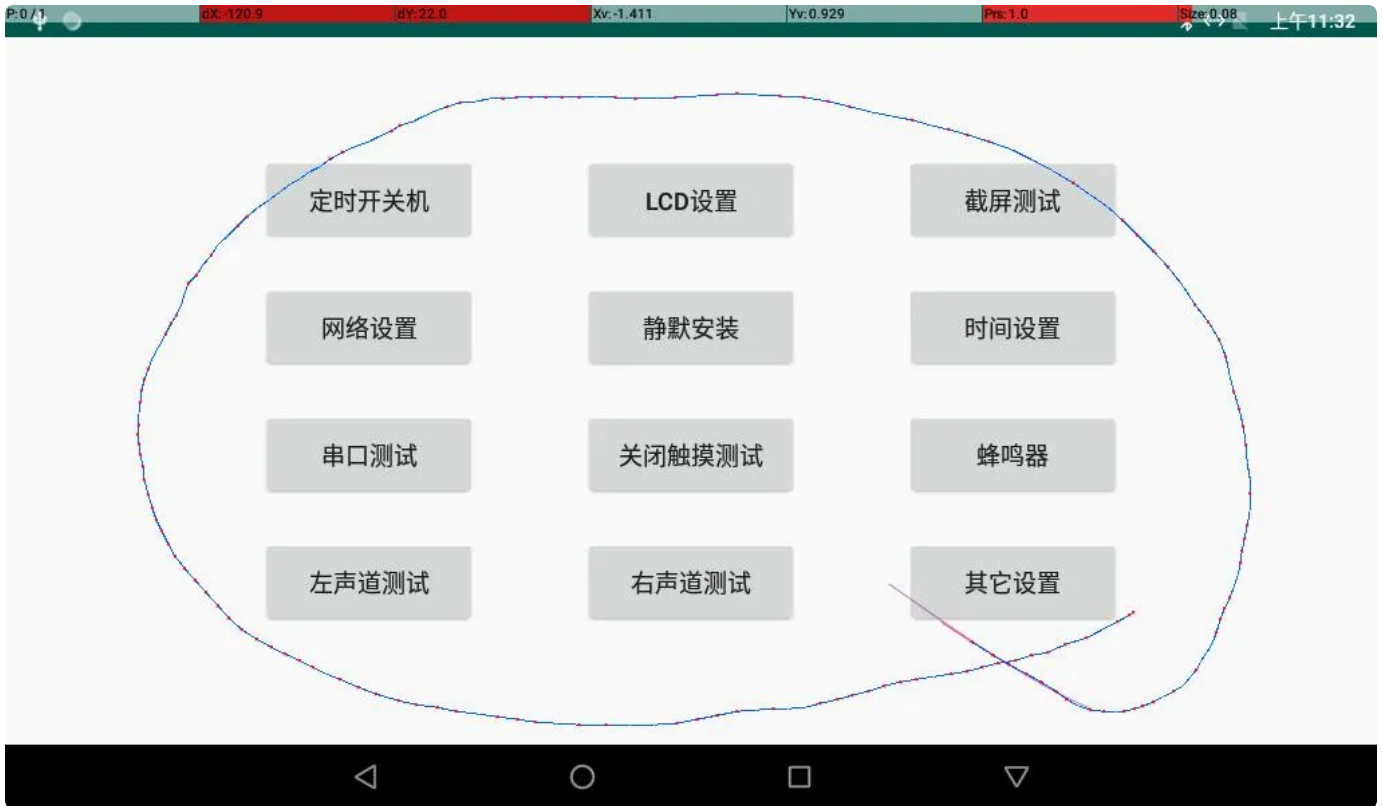 P: 0 / 1 dX: -120.9 dY: 22.0 Xv: -1.411 Yv: 0.929 Prs: 1.0 Size: 0.08
上午11:32
定时开关机 LCD设置 截屏测试
网络设置 静默安装 时间设置
串口测试 关闭触摸测试 蜂鸣器
左声道测试 右声道测试 其它设置